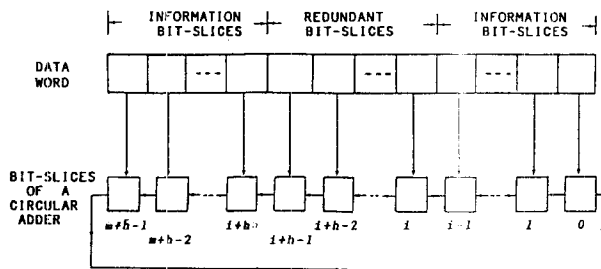 INFORMATION BIT-SLICES
REDUNDANT BIT-SLICES
INFORMATION BIT-SLICES
DATA WORD
BIT-SLICES OF A CIRCULAR ADDER
m+h-1
m+h-2
i+h
i+h-1
i+h-2
i
i-1
1
0